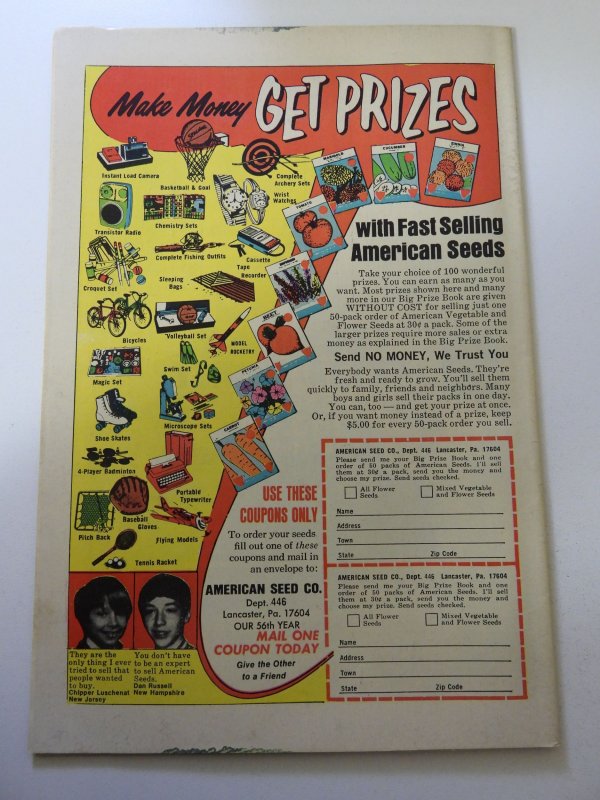 Make Money GET PRIZES
Instant Load Camera
Basketball & Goal
Complete
Archery Sets
Wrist
Watches
Transistor Radio
Chemistry Sets
Complete Fishing Outfits
Cassette
Tape
Recorder
Croquet Set
Sleeping
Bags
Bicycles
Volleyball Set
MODEL
ROCKETRY
Magic Set
Swim Set
Shoe Skates
Microscope Sets
4-Player Badminton
Portable
Typewriter
Baseball
Gloves
Pitch Back
Flying Models
Tennis Racket
CUCUMBER
TOMATO
BEET
PETUNIA
CARROT
with Fast Selling
American Seeds
Take your choice of 100 wonderful
prizes. You can earn as many as you
want. Most prizes shown here and many
more in our Big Prize Book are given
WITHOUT COST for selling just one
50-pack order of American Vegetable and
Flower Seeds at 30¢ a pack. Some of the
larger prizes require more sales or extra
money as explained in the Big Prize Book.
Send NO MONEY, We Trust You
Everybody wants American Seeds. They're
fresh and ready to grow. You'll sell them
quickly to family, friends and neighbors. Many
boys and girls sell their packs in one day.
You can, too — and get your prize at once.
Or, if you want money instead of a prize, keep
$5.00 for every 50-pack order you sell.
USE THESE
COUPONS ONLY
To order your seeds
fill out one of these
coupons and mail in
an envelope to:
AMERICAN SEED CO.
Dept. 446
Lancaster, Pa. 17604
OUR 56th YEAR
MAIL ONE
COUPON TODAY
Give the Other
to a Friend
They are the
only thing I ever
tried to sell that
people wanted
to buy.
Chipper Luschenat
New Jersey
You don't have
to be an expert
to sell American
Seeds.
Dan Russell
New Hampshire
AMERICAN SEED CO., Dept. 446 Lancaster, Pa. 17604
Please send me your Big Prize Book and one
order of 50 packs of American Seeds. I'll sell
them at 30¢ a pack, send you the money and
choose my prize. Send seeds checked.
All Flower
Seeds
Mixed Vegetable
and Flower Seeds
Name
Address
Town
State Zip Code
AMERICAN SEED CO., Dept. 446 Lancaster, Pa. 17604
Please send me your Big Prize Book and one
order of 50 packs of American Seeds. I'll sell
them at 30¢ a pack, send you the money and
choose my prize. Send seeds checked.
All Flower
Seeds
Mixed Vegetable
and Flower Seeds
Name
Address
Town
State Zip Code